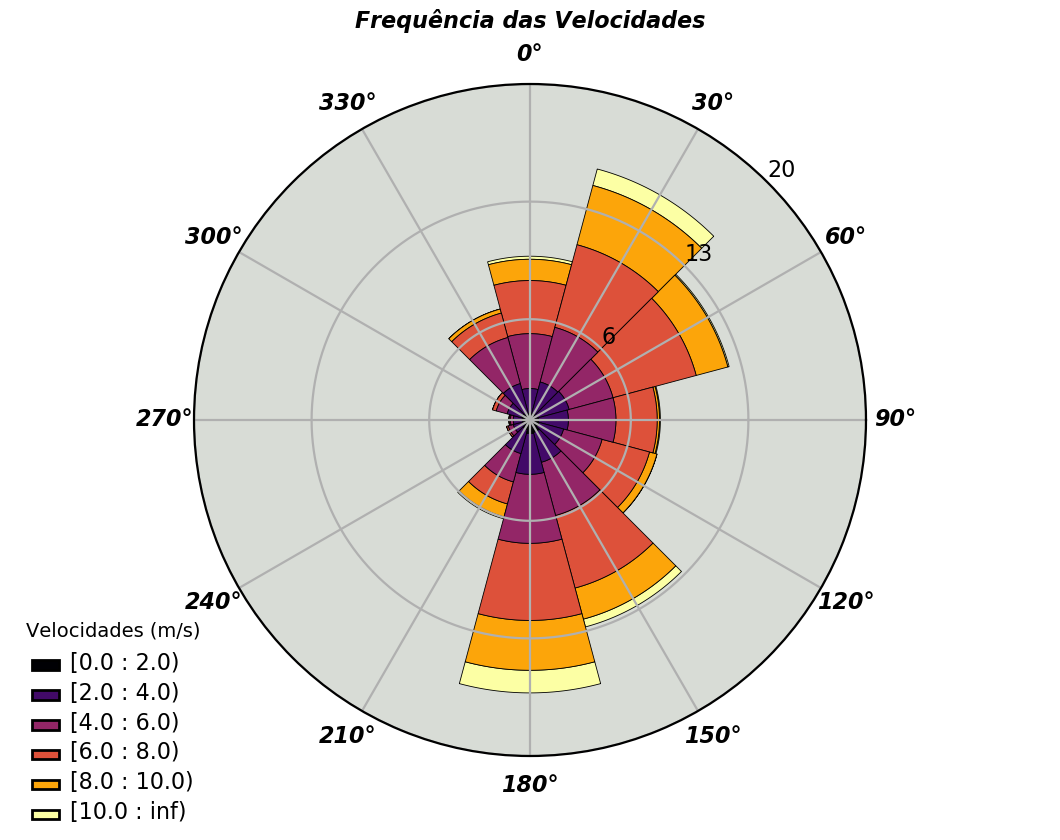 Frequência das Velocidades
0°
330°
30°
20
300°
60°
13
6
270°
90°
240°
120°
210°
150°
180°
Velocidades (m/s)
[0.0 : 2.0)
[2.0 : 4.0)
[4.0 : 6.0)
[6.0 : 8.0)
[8.0 : 10.0)
[10.0 : inf)